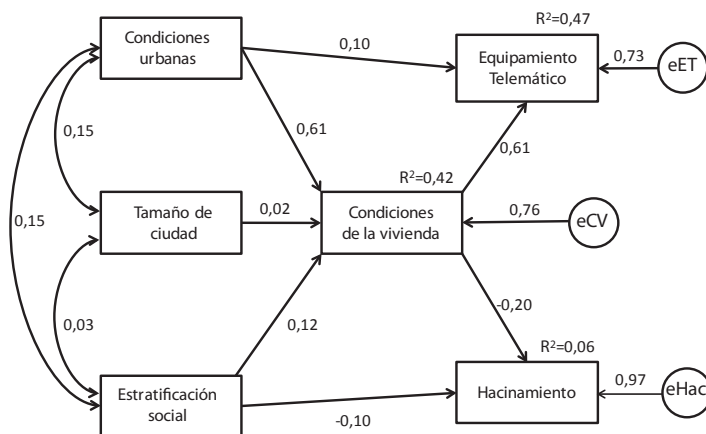 R²=0,47
Condiciones
urbanas
0,10
Equipamiento
Telemático
0,73
eET
0,15
0,61
0,61
R²=0,42
0,15
Tamaño de
ciudad
0,02
Condiciones
de la vivienda
0,76
eCV
0,03
0,12
-0,20
R²=0,06
Estratificación
social
-0,10
Hacinamiento
0,97
eHac